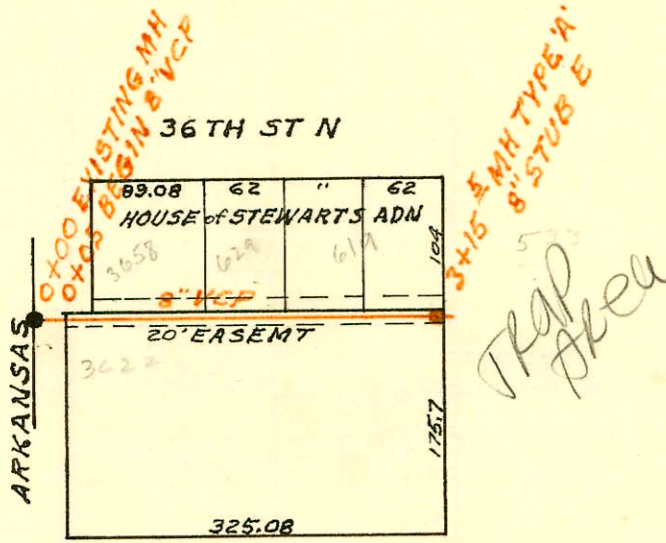 0+00 EXISTING MH
0+05 BEGIN 8" VCP
36TH ST N
3+15 5 MH TYPE 'A'
8" STUB E
89.08 62 " 62
HOUSE of STEWARTS ADN
3658 629 619
104
8" VCP
20' EASEMT
3622
TRAP
AREA
ARKANSAS
175.7
325.08